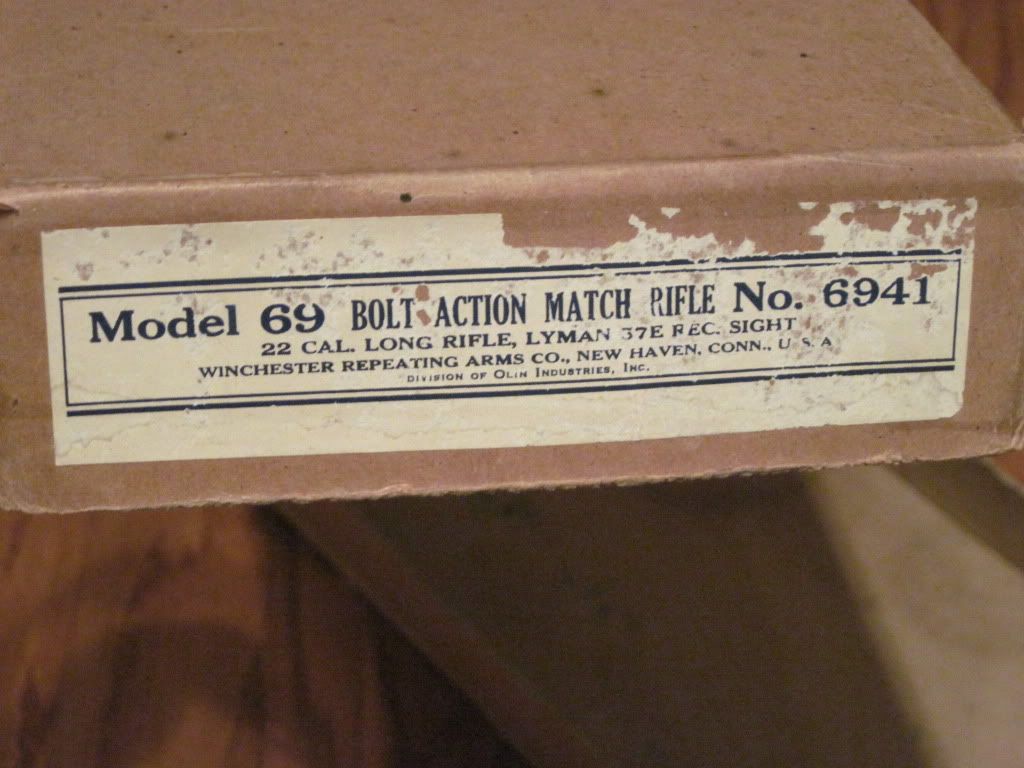 Model 69 BOLT ACTION MATCH RIFLE No. 6941
22 CAL. LONG RIFLE, LYMAN 37E REC. SIGHT
WINCHESTER REPEATING ARMS CO., NEW HAVEN, CONN., U. S. A
DIVISION OF OLIN INDUSTRIES, INC.